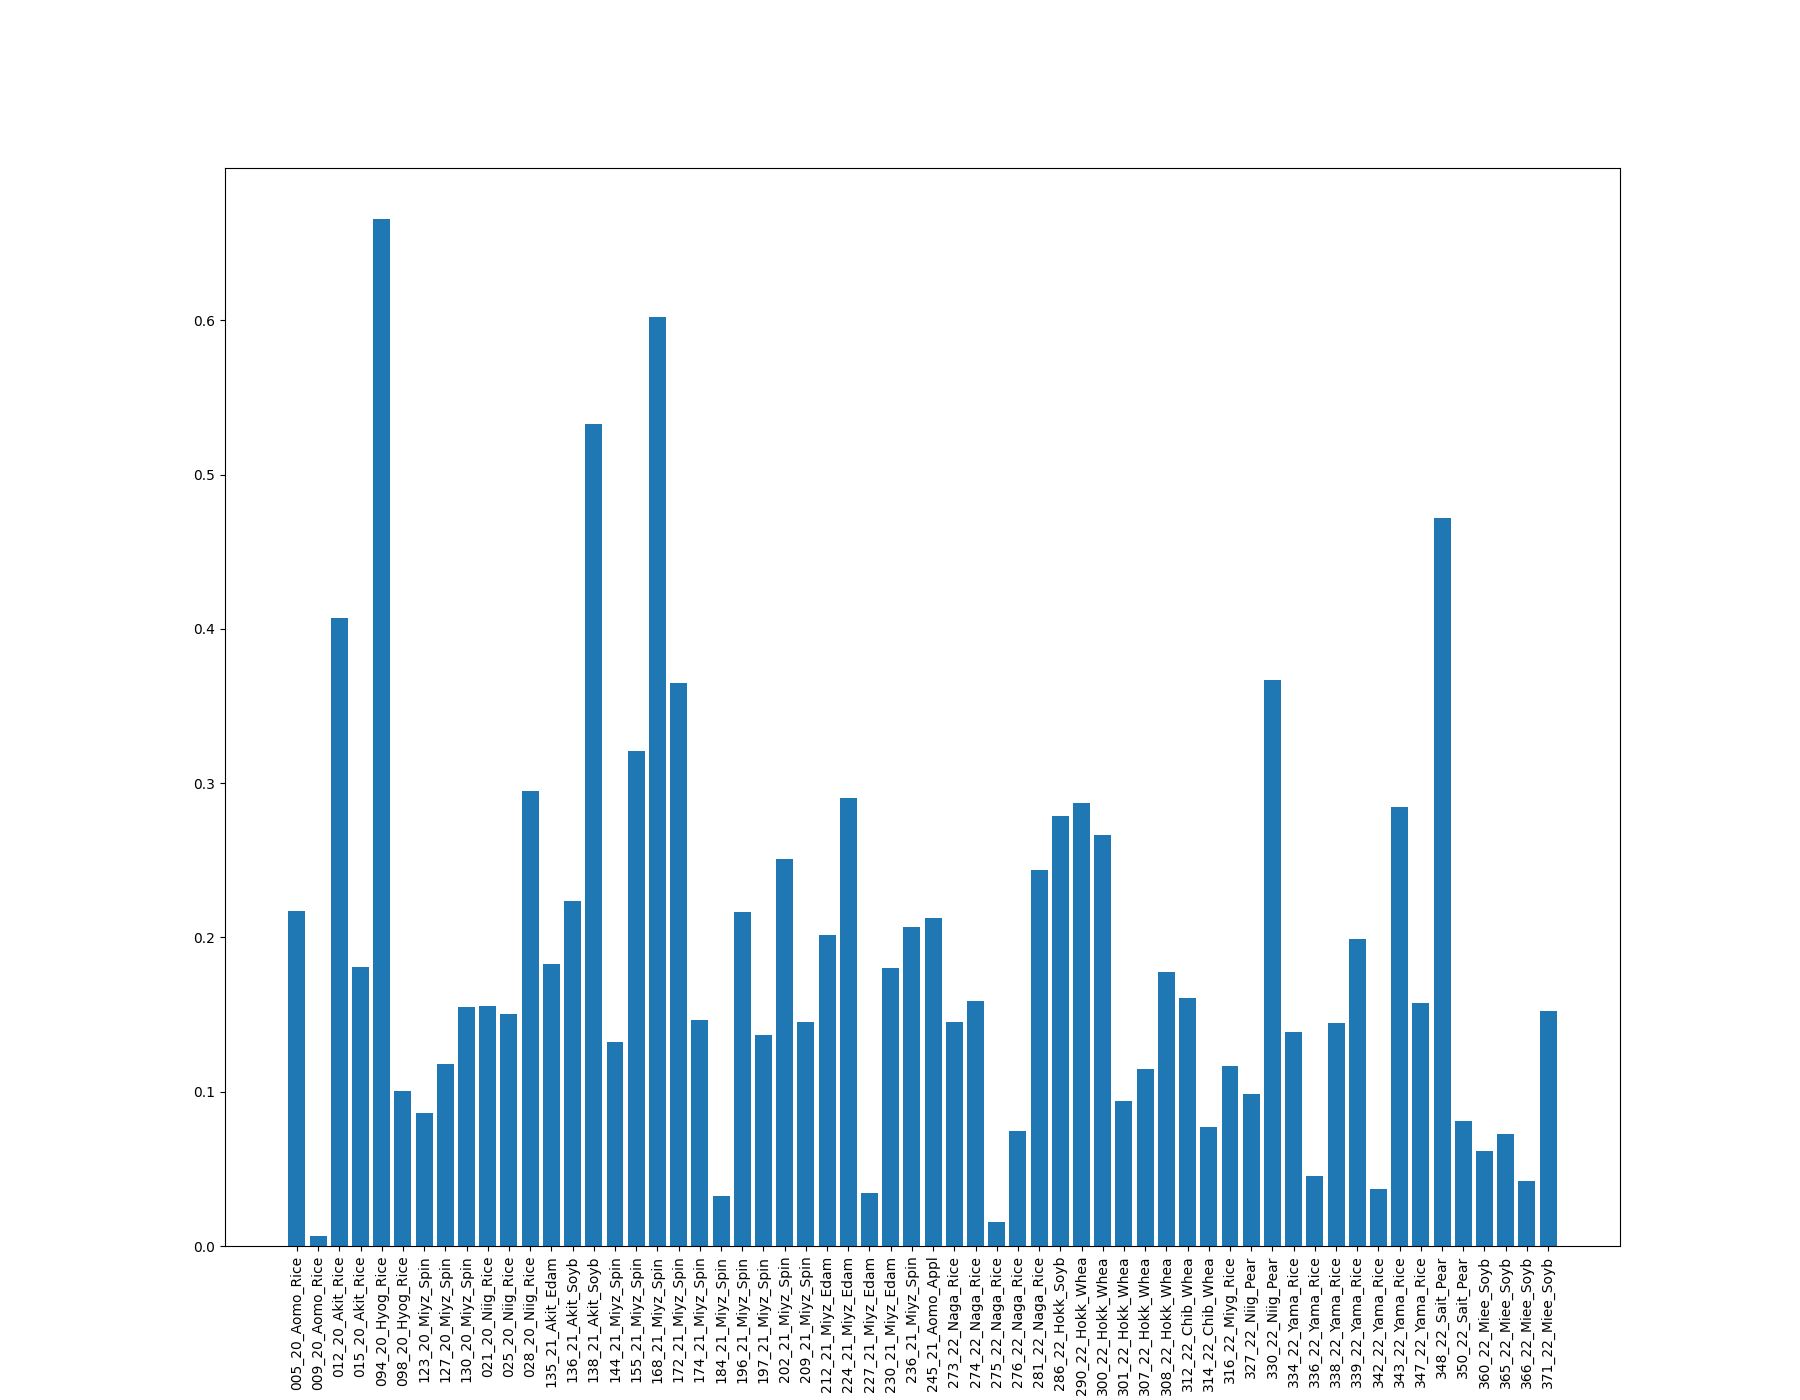 0.6
0.5
0.4
0.3
0.2
0.1
0.0
005_20_Aomo_Rice
009_20_Aomo_Rice
012_20_Akit_Rice
015_20_Akit_Rice
094_20_Hyog_Rice
098_20_Hyog_Rice
123_20_Miyz_Spin
127_20_Miyz_Spin
130_20_Miyz_Spin
021_20_Niig_Rice
025_20_Niig_Rice
028_20_Niig_Rice
135_21_Akit_Edam
136_21_Akit_Soyb
138_21_Akit_Soyb
144_21_Miyz_Spin
155_21_Miyz_Spin
168_21_Miyz_Spin
172_21_Miyz_Spin
174_21_Miyz_Spin
184_21_Miyz_Spin
196_21_Miyz_Spin
197_21_Miyz_Spin
202_21_Miyz_Spin
209_21_Miyz_Spin
212_21_Miyz_Edam
224_21_Miyz_Edam
227_21_Miyz_Edam
230_21_Miyz_Edam
236_21_Miyz_Spin
245_21_Aomo_Appl
273_22_Naga_Rice
274_22_Naga_Rice
275_22_Naga_Rice
276_22_Naga_Rice
281_22_Naga_Rice
286_22_Hokk_Soyb
290_22_Hokk_Whea
300_22_Hokk_Whea
301_22_Hokk_Whea
307_22_Hokk_Whea
308_22_Hokk_Whea
312_22_Chib_Whea
314_22_Chib_Whea
316_22_Miyg_Rice
327_22_Niig_Pear
330_22_Niig_Pear
334_22_Yama_Rice
336_22_Yama_Rice
338_22_Yama_Rice
339_22_Yama_Rice
342_22_Yama_Rice
343_22_Yama_Rice
347_22_Yama_Rice
348_22_Sait_Pear
350_22_Sait_Pear
360_22_Miee_Soyb
365_22_Miee_Soyb
366_22_Miee_Soyb
371_22_Miee_Soyb